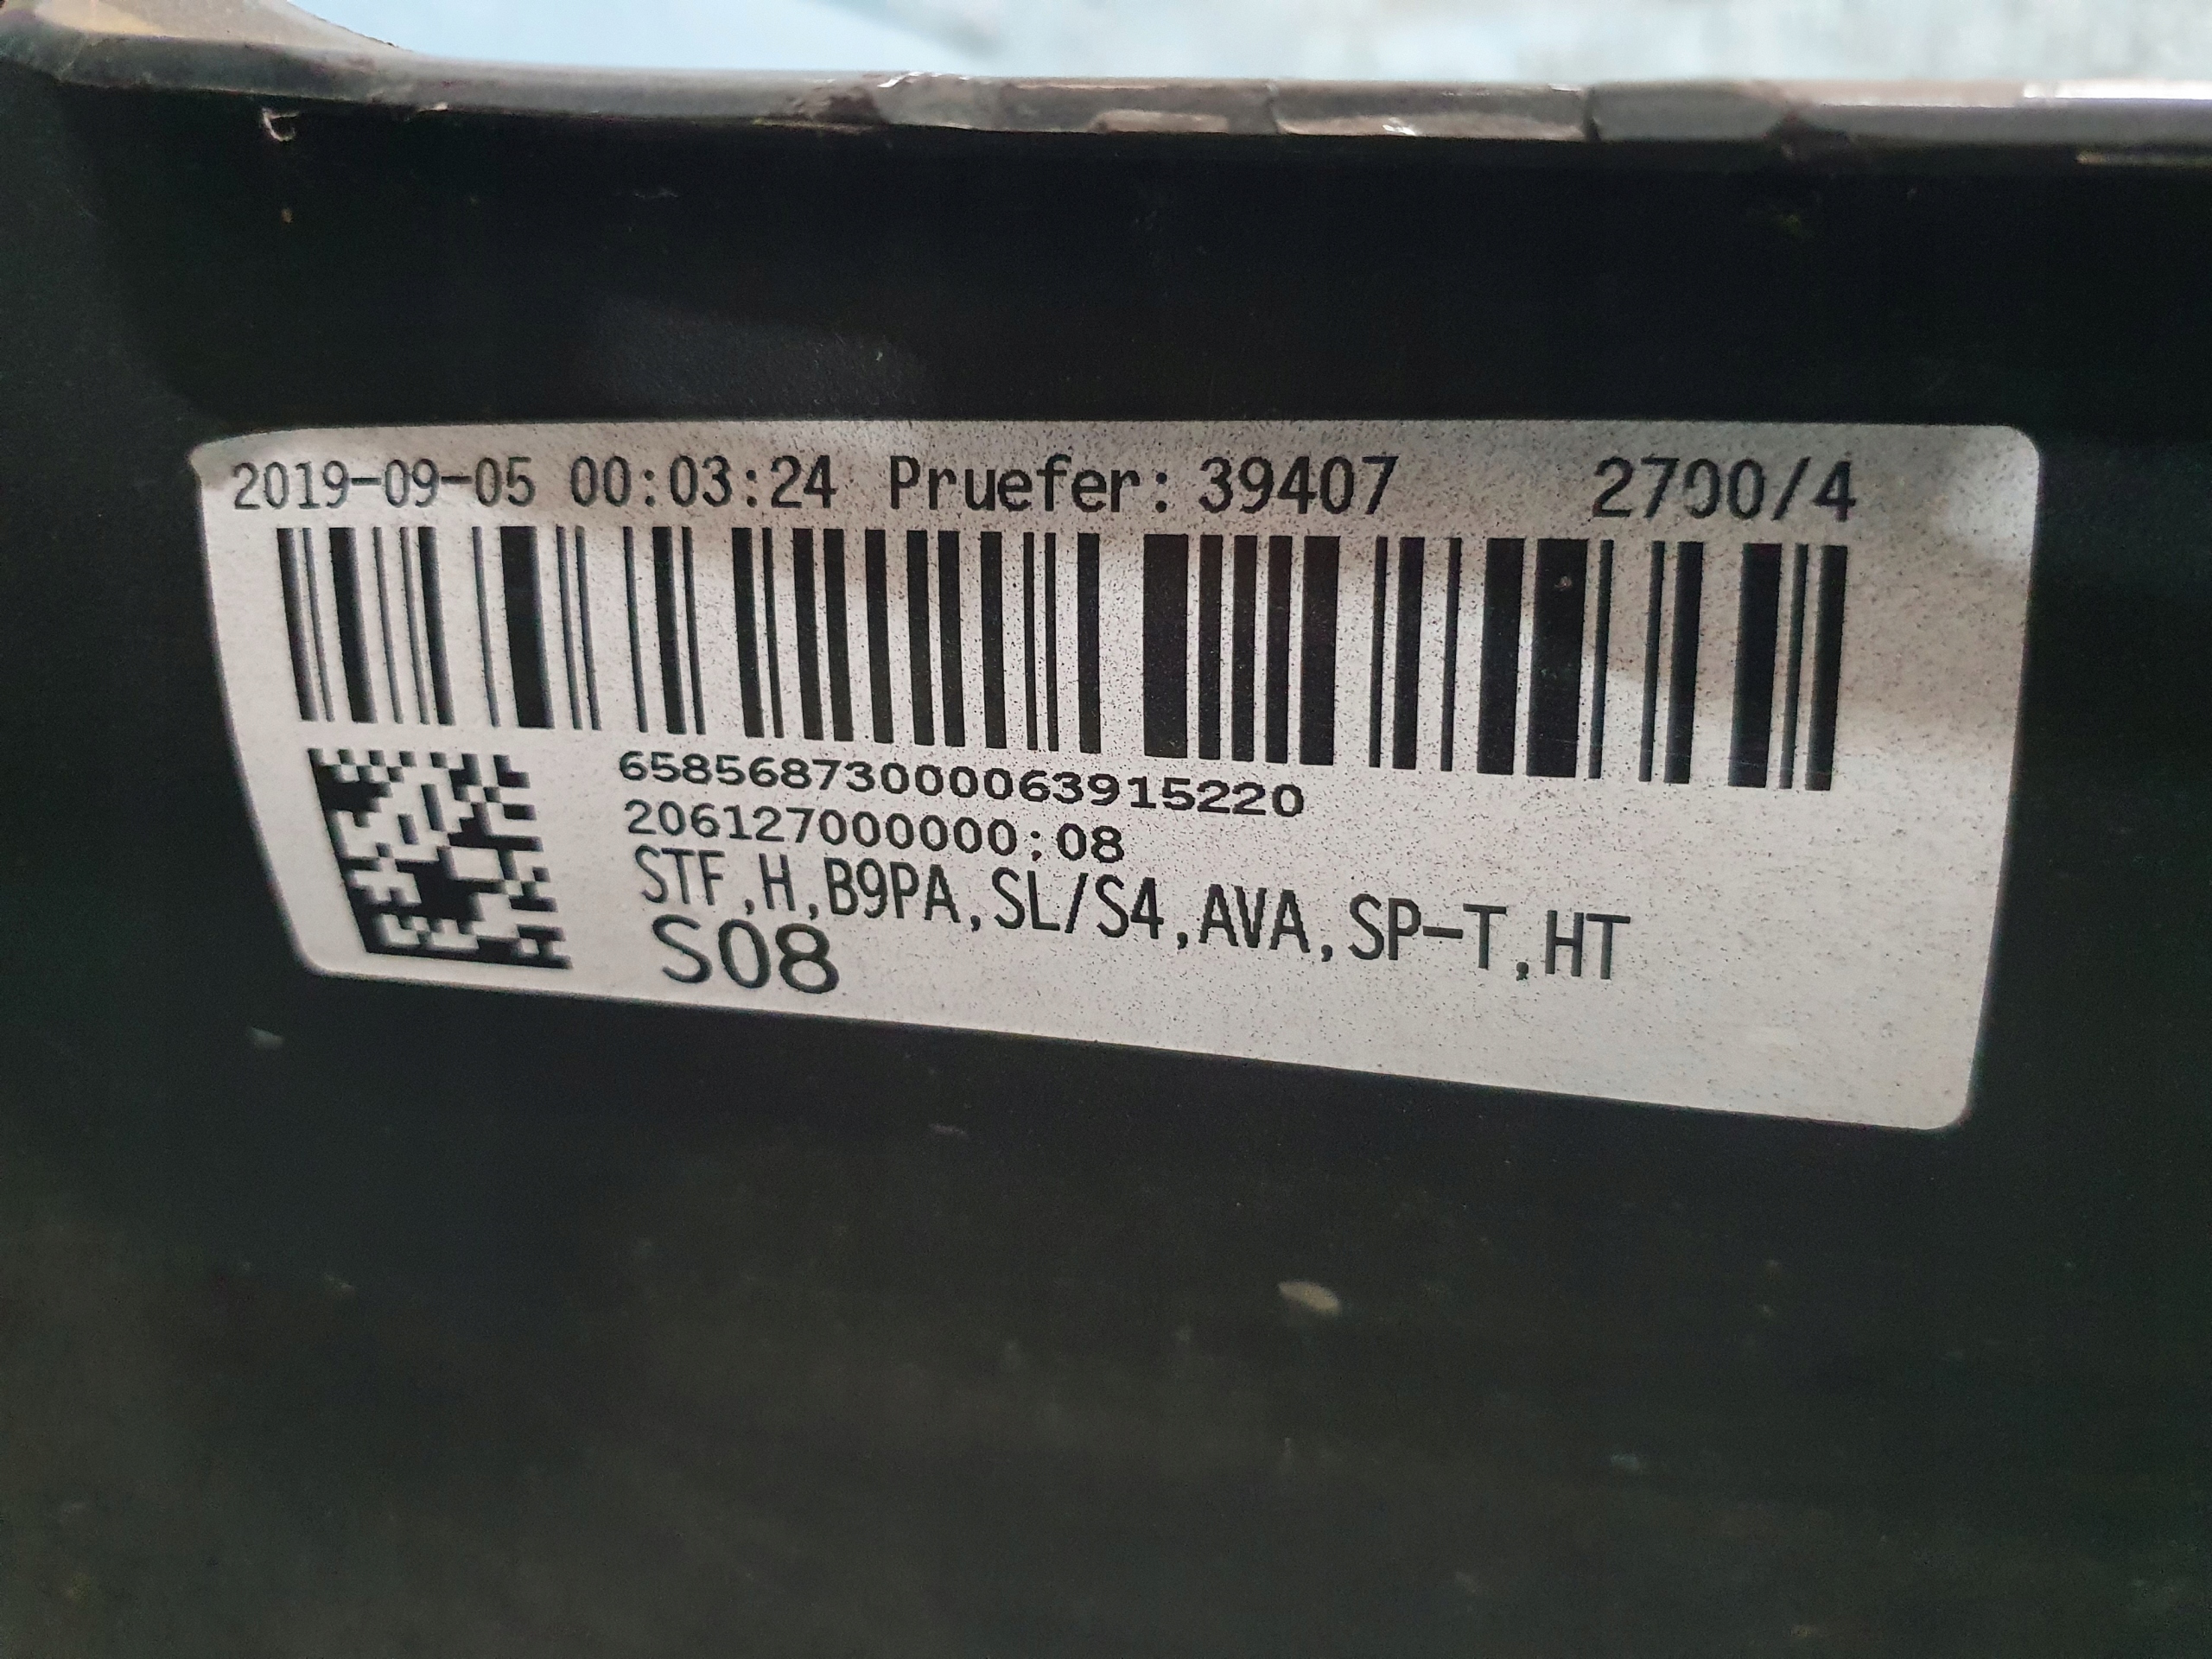 2019-09-05 00:03:24 Pruefer: 39407 2700/4
65856873000063915220
206127000000:08
STF,H,B9PA,SL/S4,AVA,SP-T,HT
S08